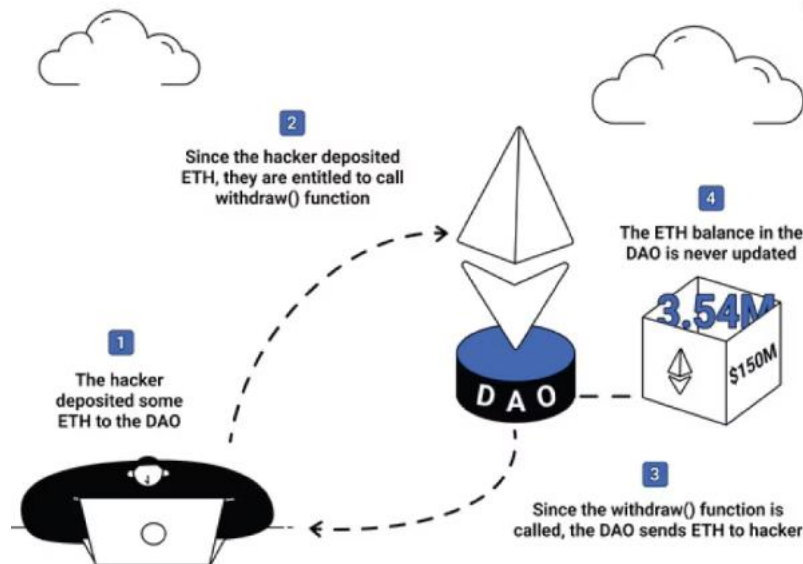 2
Since the hacker deposited
ETH, they are entitled to call
withdraw() function
4
The ETH balance in the
DAO is never updated
3.54M
$150M
1
The hacker
deposited some
ETH to the DAO
DAO
3
Since the withdraw() function is
called, the DAO sends ETH to hacker